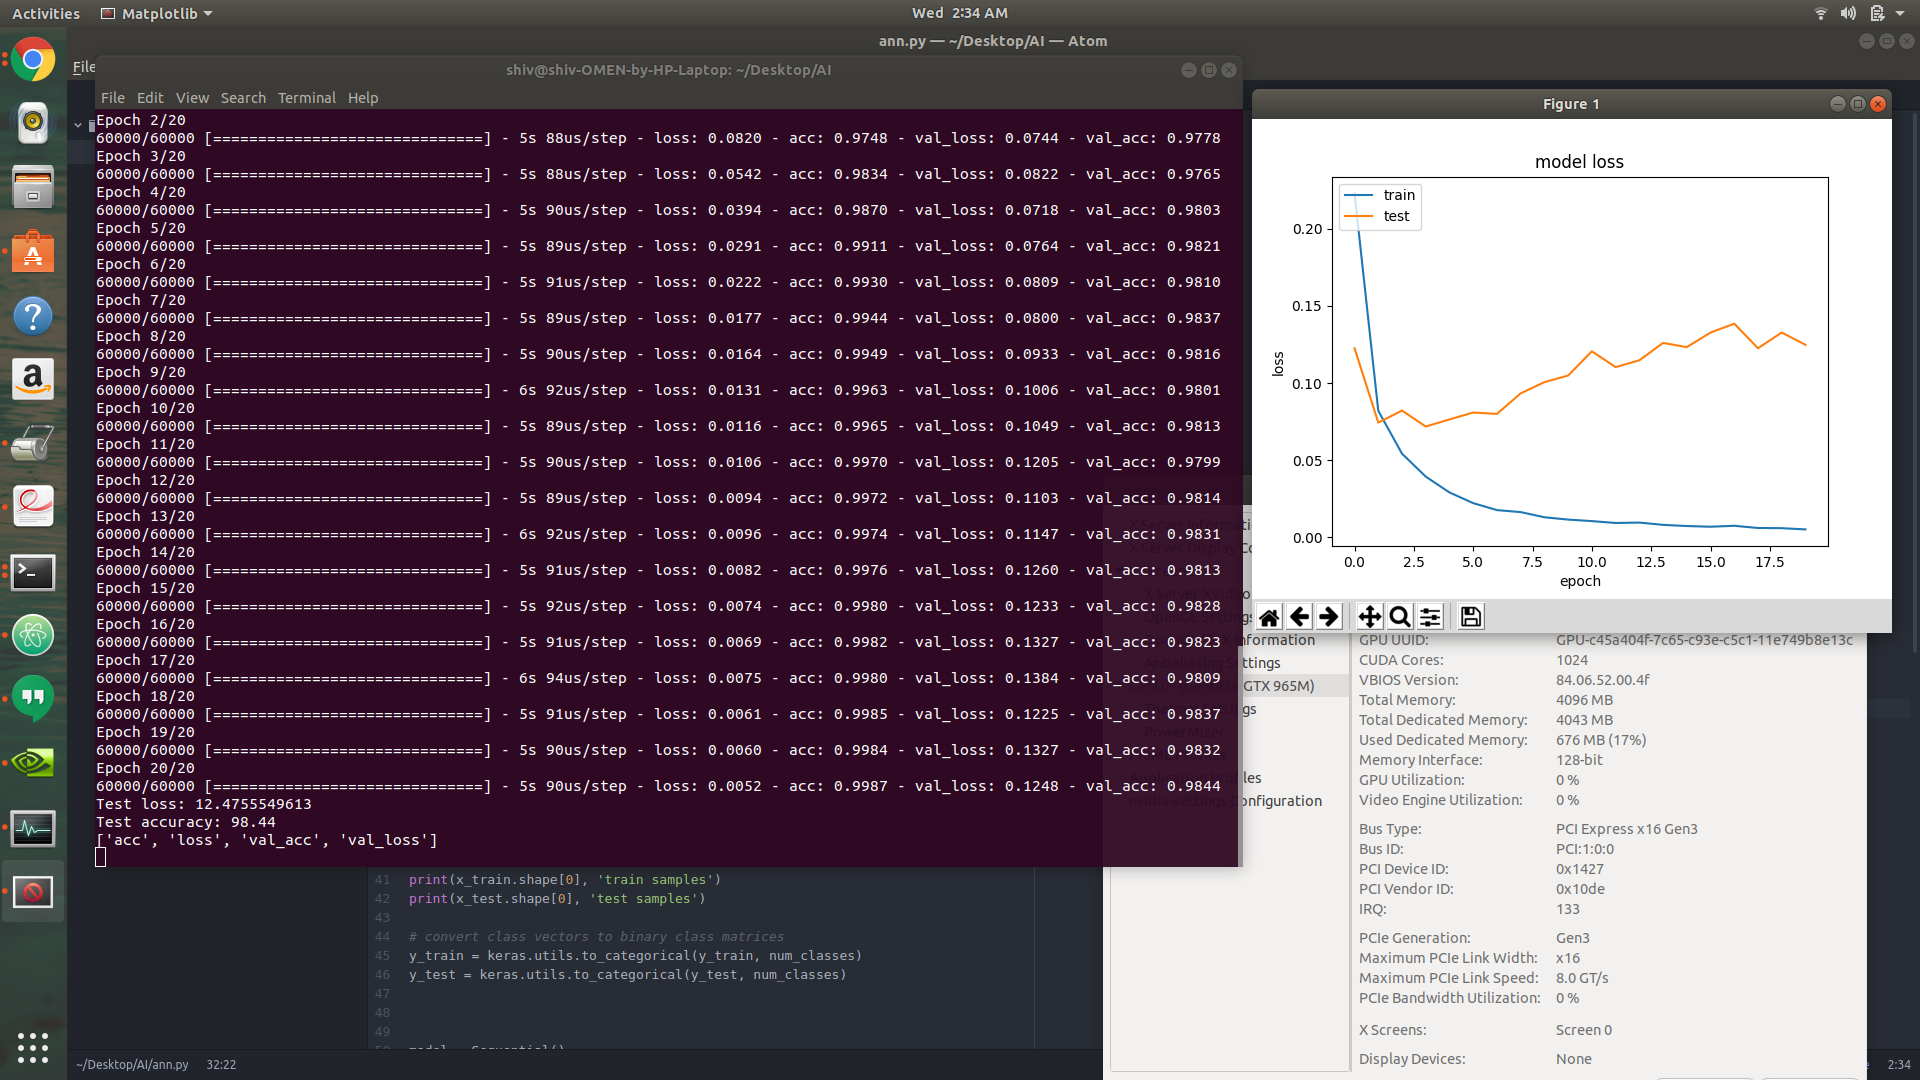 Activities
Matplotlib
Wed 2:34 AM
ann.py — ~/Desktop/AI — Atom
File
shiv@shiv-OMEN-by-HP-Laptop: ~/Desktop/AI
File Edit View Search Terminal Help
Epoch 2/20
60000/60000 [==============================] - 5s 88us/step - loss: 0.0820 - acc: 0.9748 - val_loss: 0.0744 - val_acc: 0.9778
Epoch 3/20
60000/60000 [==============================] - 5s 88us/step - loss: 0.0542 - acc: 0.9834 - val_loss: 0.0822 - val_acc: 0.9765
Epoch 4/20
60000/60000 [==============================] - 5s 90us/step - loss: 0.0394 - acc: 0.9870 - val_loss: 0.0718 - val_acc: 0.9803
Epoch 5/20
60000/60000 [==============================] - 5s 89us/step - loss: 0.0291 - acc: 0.9911 - val_loss: 0.0764 - val_acc: 0.9821
Epoch 6/20
60000/60000 [==============================] - 5s 91us/step - loss: 0.0222 - acc: 0.9930 - val_loss: 0.0809 - val_acc: 0.9810
Epoch 7/20
60000/60000 [==============================] - 5s 89us/step - loss: 0.0177 - acc: 0.9944 - val_loss: 0.0800 - val_acc: 0.9837
Epoch 8/20
60000/60000 [==============================] - 5s 90us/step - loss: 0.0164 - acc: 0.9949 - val_loss: 0.0933 - val_acc: 0.9816
Epoch 9/20
60000/60000 [==============================] - 6s 92us/step - loss: 0.0131 - acc: 0.9963 - val_loss: 0.1006 - val_acc: 0.9801
Epoch 10/20
60000/60000 [==============================] - 5s 89us/step - loss: 0.0116 - acc: 0.9965 - val_loss: 0.1049 - val_acc: 0.9813
Epoch 11/20
60000/60000 [==============================] - 5s 90us/step - loss: 0.0106 - acc: 0.9970 - val_loss: 0.1205 - val_acc: 0.9799
Epoch 12/20
60000/60000 [==============================] - 5s 89us/step - loss: 0.0094 - acc: 0.9972 - val_loss: 0.1103 - val_acc: 0.9814
Epoch 13/20
60000/60000 [==============================] - 6s 92us/step - loss: 0.0096 - acc: 0.9974 - val_loss: 0.1147 - val_acc: 0.9831
Epoch 14/20
60000/60000 [==============================] - 5s 91us/step - loss: 0.0082 - acc: 0.9976 - val_loss: 0.1260 - val_acc: 0.9813
Epoch 15/20
60000/60000 [==============================] - 5s 92us/step - loss: 0.0074 - acc: 0.9980 - val_loss: 0.1233 - val_acc: 0.9828
Epoch 16/20
60000/60000 [==============================] - 5s 91us/step - loss: 0.0069 - acc: 0.9982 - val_loss: 0.1327 - val_acc: 0.9823
Epoch 17/20
60000/60000 [==============================] - 6s 94us/step - loss: 0.0075 - acc: 0.9980 - val_loss: 0.1384 - val_acc: 0.9809
Epoch 18/20
60000/60000 [==============================] - 5s 91us/step - loss: 0.0061 - acc: 0.9985 - val_loss: 0.1225 - val_acc: 0.9837
Epoch 19/20
60000/60000 [==============================] - 5s 90us/step - loss: 0.0060 - acc: 0.9984 - val_loss: 0.1327 - val_acc: 0.9832
Epoch 20/20
60000/60000 [==============================] - 5s 90us/step - loss: 0.0052 - acc: 0.9987 - val_loss: 0.1248 - val_acc: 0.9844
Test loss: 12.4755549613
Test accuracy: 98.44
['acc', 'loss', 'val_acc', 'val_loss']
41 print(x_train.shape[0], 'train samples')
42 print(x_test.shape[0], 'test samples')
43
44 # convert class vectors to binary class matrices
45 y_train = keras.utils.to_categorical(y_train, num_classes)
46 y_test = keras.utils.to_categorical(y_test, num_classes)
47
48
49
~/Desktop/AI/ann.py 32:22
2:34
Figure 1
model loss
train
test
0.20
0.15
0.10
0.05
0.00
loss
0.0 2.5 5.0 7.5 10.0 12.5 15.0 17.5
epoch
X Server Display Co
X Server XVideo
OpenGL Settings
Information
Antialiasing Settings
GTX 965M)
PowerMizer
nvidia-settings Configuration
GPU UUID: GPU-c45a404f-7c65-c93e-c5c1-11e749b8e13c
CUDA Cores: 1024
VBIOS Version: 84.06.52.00.4f
Total Memory: 4096 MB
Total Dedicated Memory: 4043 MB
Used Dedicated Memory: 676 MB (17%)
Memory Interface: 128-bit
GPU Utilization: 0 %
Video Engine Utilization: 0 %
Bus Type: PCI Express x16 Gen3
Bus ID: PCI:1:0:0
PCI Device ID: 0x1427
PCI Vendor ID: 0x10de
IRQ: 133
PCIe Generation: Gen3
Maximum PCIe Link Width: x16
Maximum PCIe Link Speed: 8.0 GT/s
PCIe Bandwidth Utilization: 0 %
X Screens: Screen 0
Display Devices: None